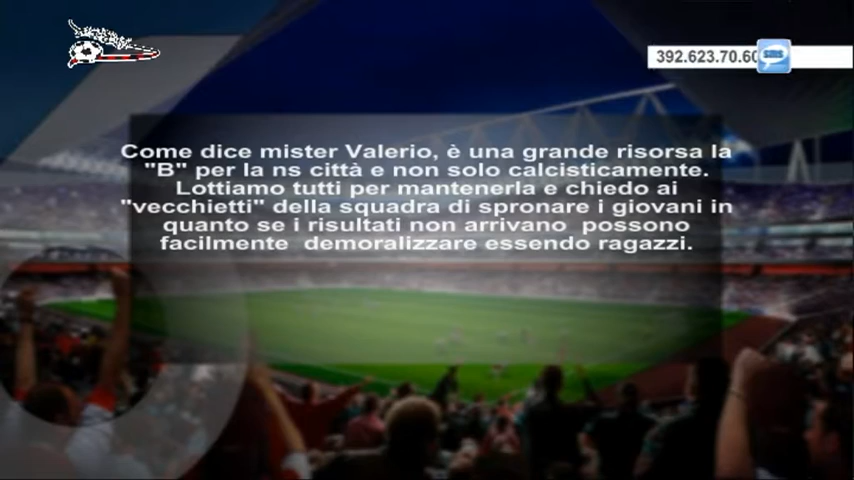 392.623.70.60
sms
Come dice mister Valerio, è una grande risorsa la
"B" per la ns città e non solo calcisticamente.
Lottiamo tutti per mantenerla e chiedo ai
"vecchietti" della squadra di spronare i giovani in
quanto se i risultati non arrivano  possono
facilmente  demoralizzare essendo ragazzi.